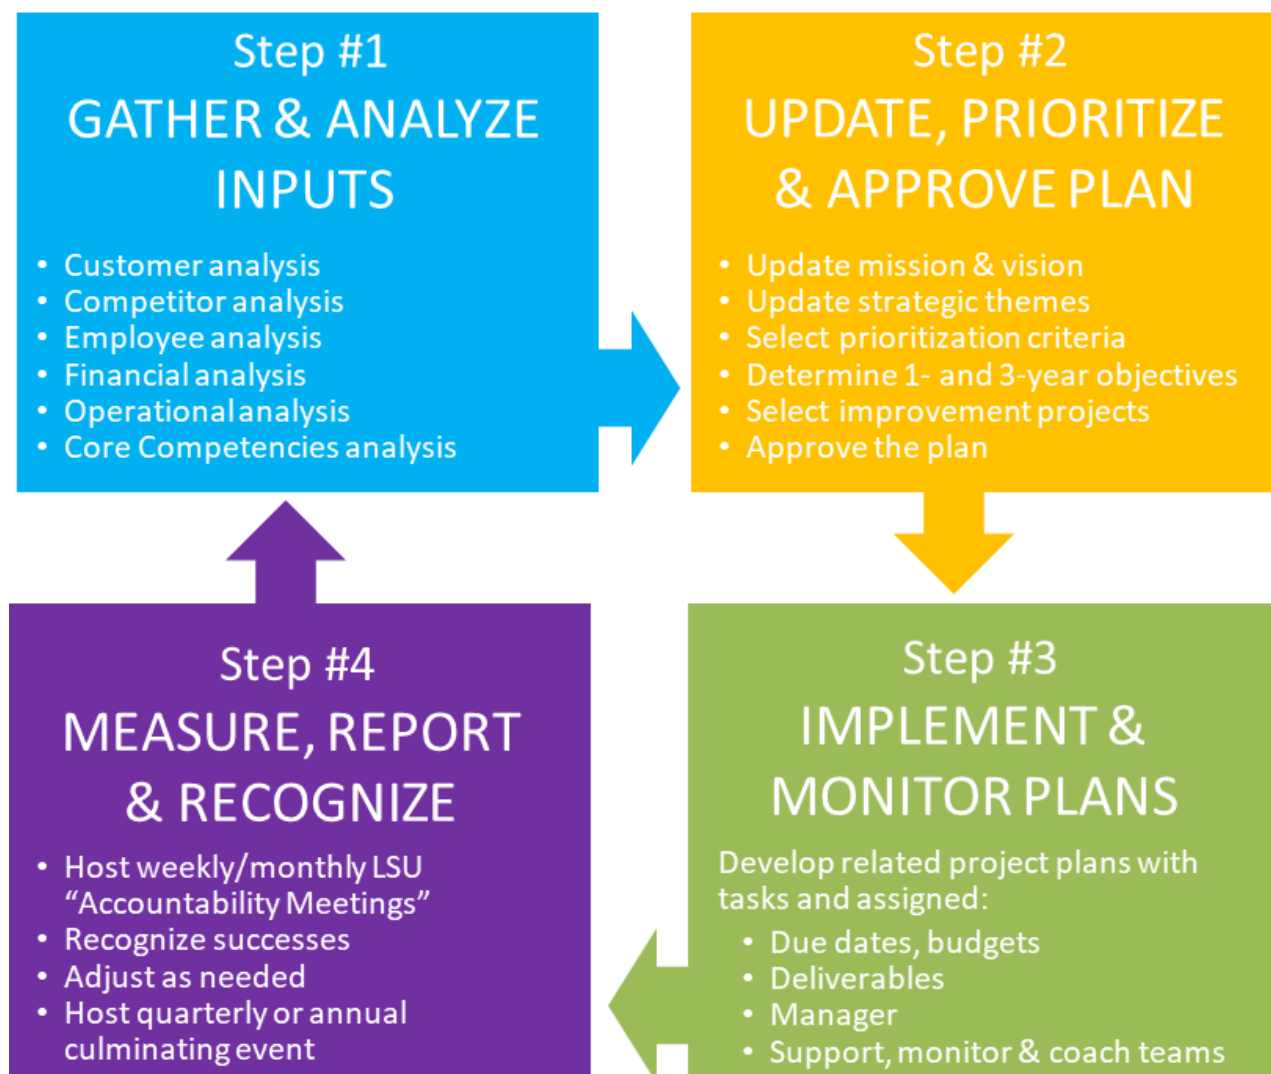 Step #1
GATHER & ANALYZE
INPUTS
• Customer analysis
• Competitor analysis
• Employee analysis
• Financial analysis
• Operational analysis
• Core Competencies analysis
Step #2
UPDATE, PRIORITIZE
& APPROVE PLAN
• Update mission & vision
• Update strategic themes
• Select prioritization criteria
• Determine 1- and 3-year objectives
• Select improvement projects
• Approve the plan
Step #3
IMPLEMENT &
MONITOR PLANS
Develop related project plans with
tasks and assigned:
• Due dates, budgets
• Deliverables
• Manager
• Support, monitor & coach teams
Step #4
MEASURE, REPORT
& RECOGNIZE
• Host weekly/monthly LSU
“Accountability Meetings”
• Recognize successes
• Adjust as needed
• Host quarterly or annual
culminating event